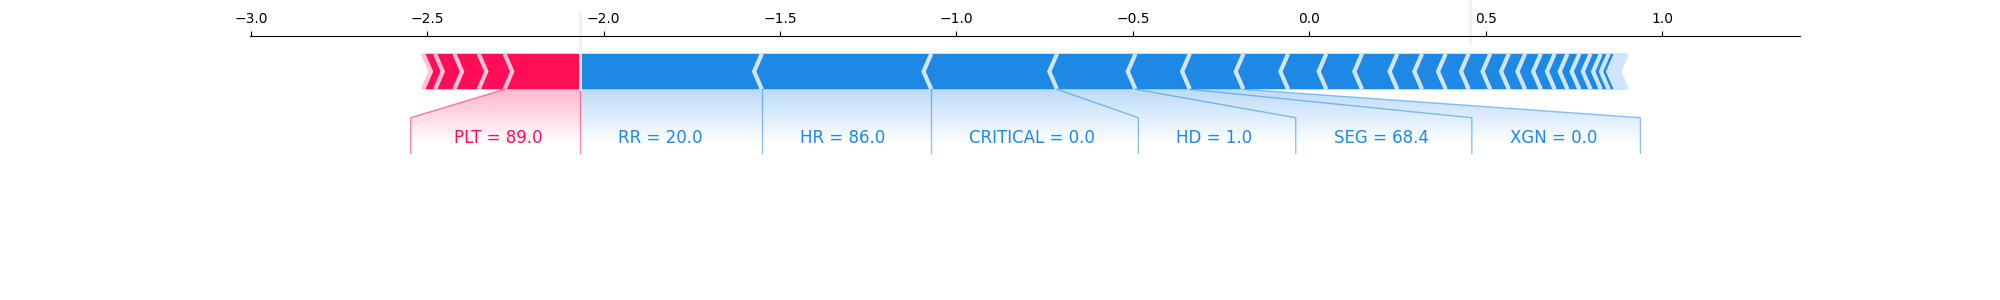 −3.0 −2.5 −2.0 −1.5 −1.0 −0.5 0.0 0.5 1.0
PLT = 89.0 RR = 20.0 HR = 86.0 CRITICAL = 0.0 HD = 1.0 SEG = 68.4 XGN = 0.0